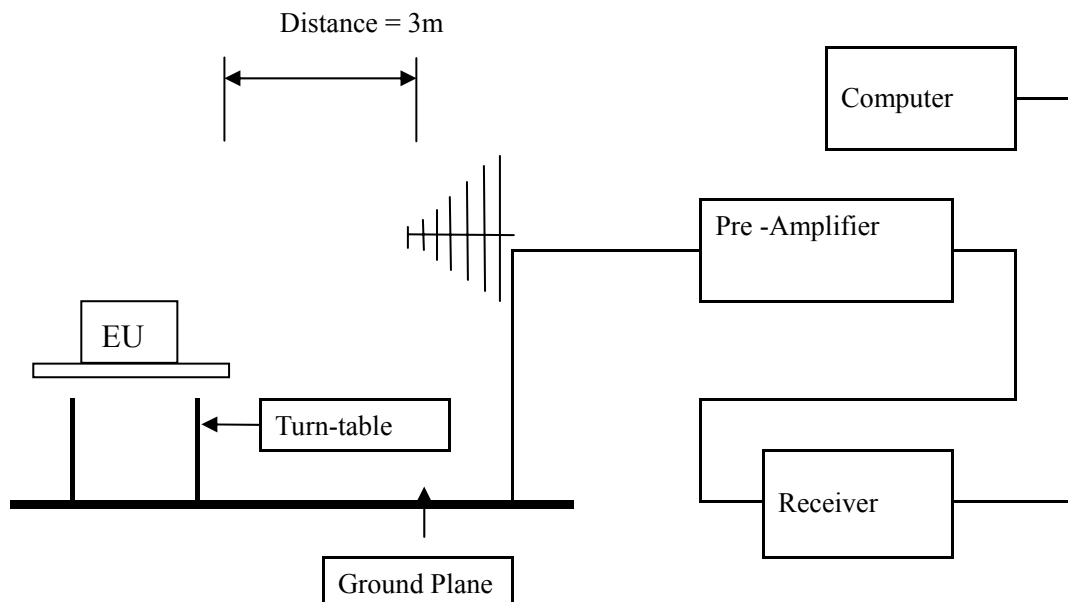 Distance = 3m
Computer
Pre -Amplifier
EU
Turn-table
Receiver
Ground Plane